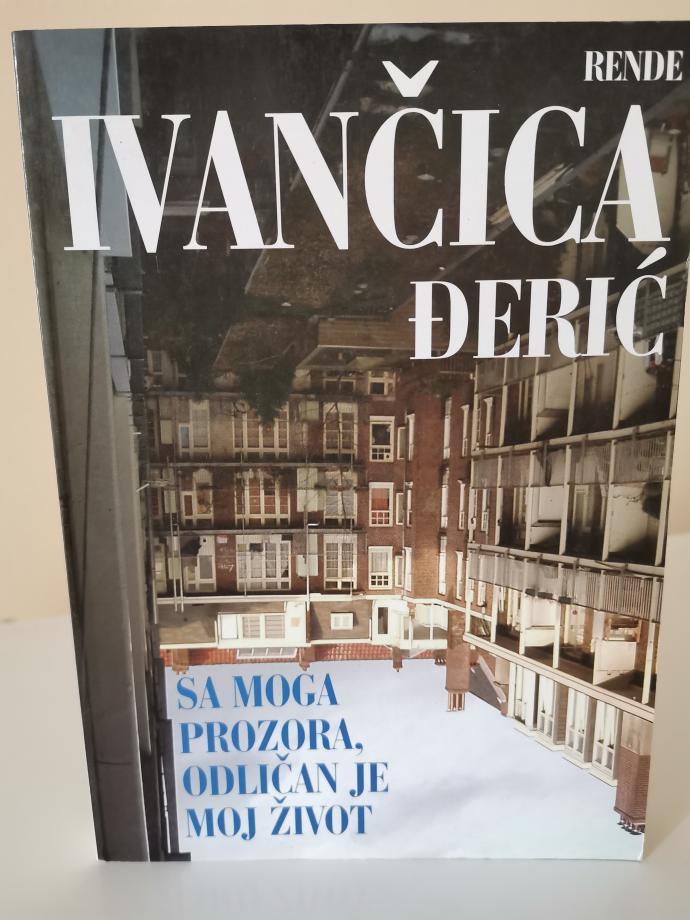 RENDE
IVANČICA
ĐERIĆ
SA MOGA
PROZORA,
ODLIČAN JE
MOJ ŽIVOT